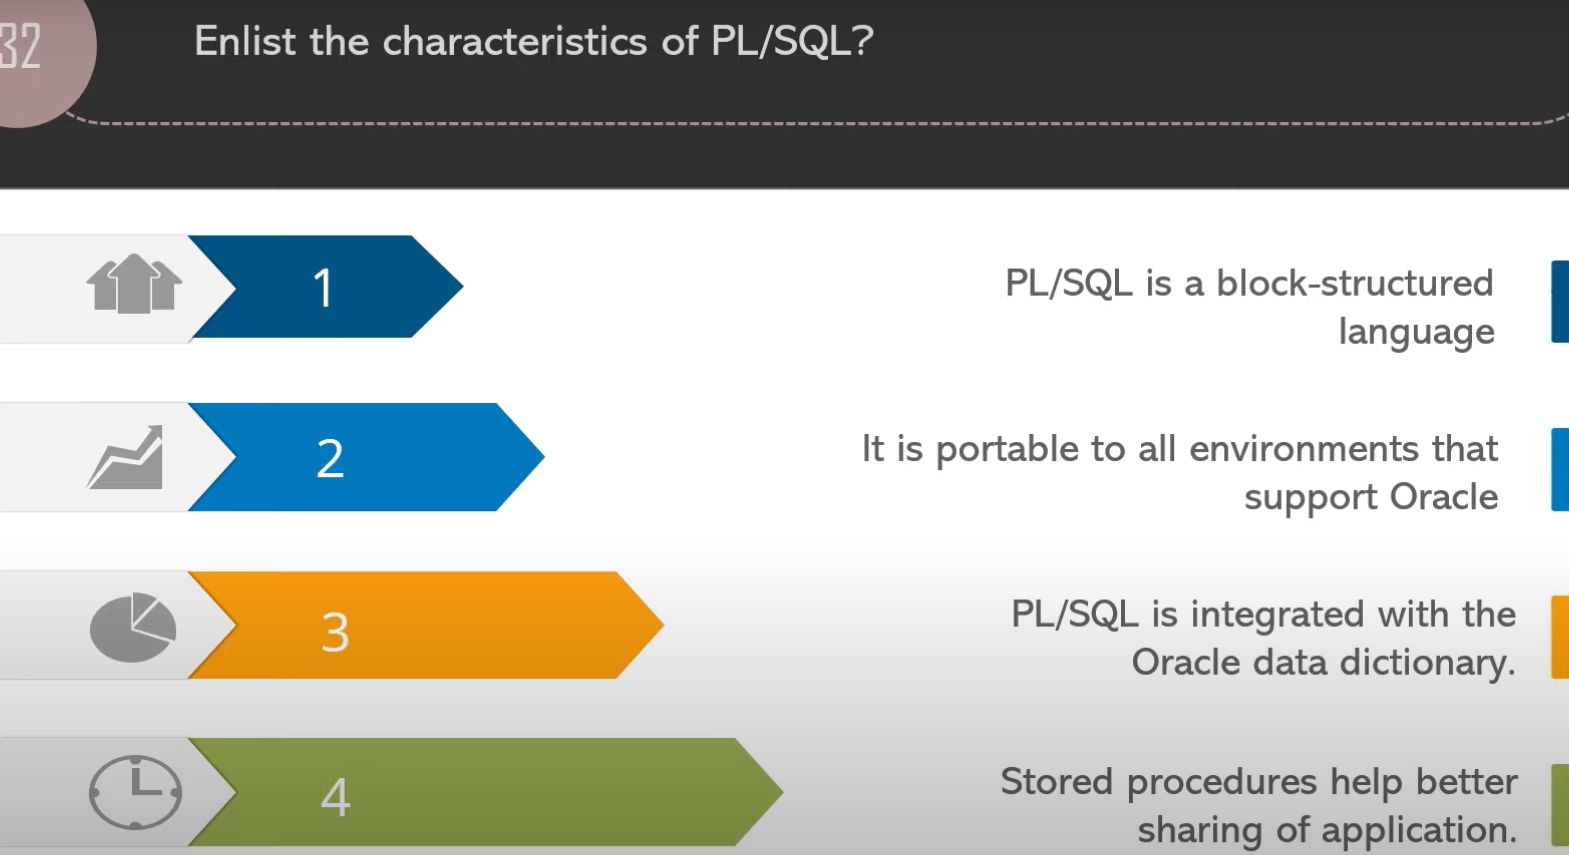 32
Enlist the characteristics of PL/SQL?
1
PL/SQL is a block-structured
language
2
It is portable to all environments that
support Oracle
3
PL/SQL is integrated with the
Oracle data dictionary.
4
Stored procedures help better
sharing of application.